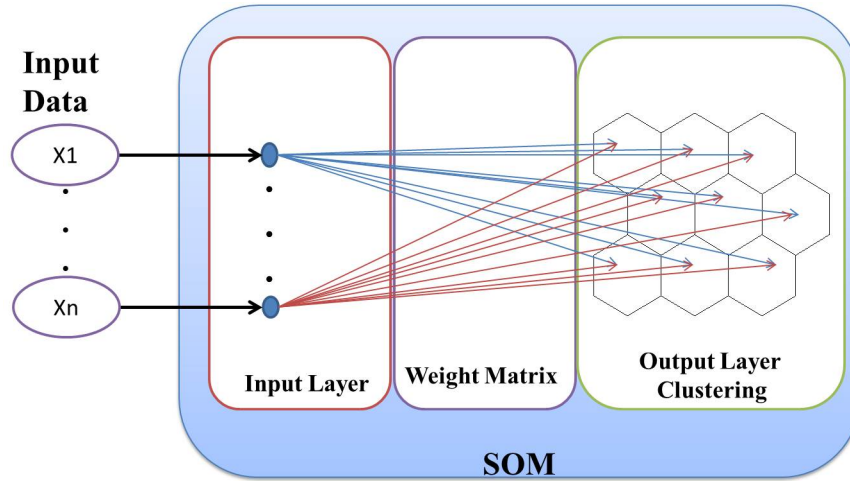 Input
Data
X1
Xn
Input Layer
Weight Matrix
Output Layer
Clustering
SOM